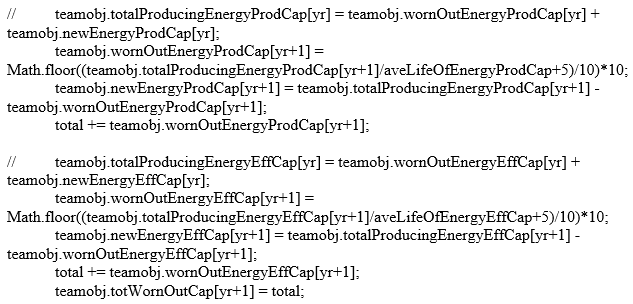 //        teamobj.totalProducingEnergyProdCap[yr] = teamobj.wornOutEnergyProdCap[yr] +
teamobj.newEnergyProdCap[yr];
teamobj.wornOutEnergyProdCap[yr+1] =
Math.floor((teamobj.totalProducingEnergyProdCap[yr+1]/aveLifeOfEnergyProdCap+5)/10)*10;
teamobj.newEnergyProdCap[yr+1] = teamobj.totalProducingEnergyProdCap[yr+1] -
teamobj.wornOutEnergyProdCap[yr+1];
total += teamobj.wornOutEnergyProdCap[yr+1];

//        teamobj.totalProducingEnergyEffCap[yr] = teamobj.wornOutEnergyEffCap[yr] +
teamobj.newEnergyEffCap[yr];
teamobj.wornOutEnergyEffCap[yr+1] =
Math.floor((teamobj.totalProducingEnergyEffCap[yr+1]/aveLifeOfEnergyEffCap+5)/10)*10;
teamobj.newEnergyEffCap[yr+1] = teamobj.totalProducingEnergyEffCap[yr+1] -
teamobj.wornOutEnergyEffCap[yr+1];
total += teamobj.wornOutEnergyEffCap[yr+1];
teamobj.totWornOutCap[yr+1] = total;